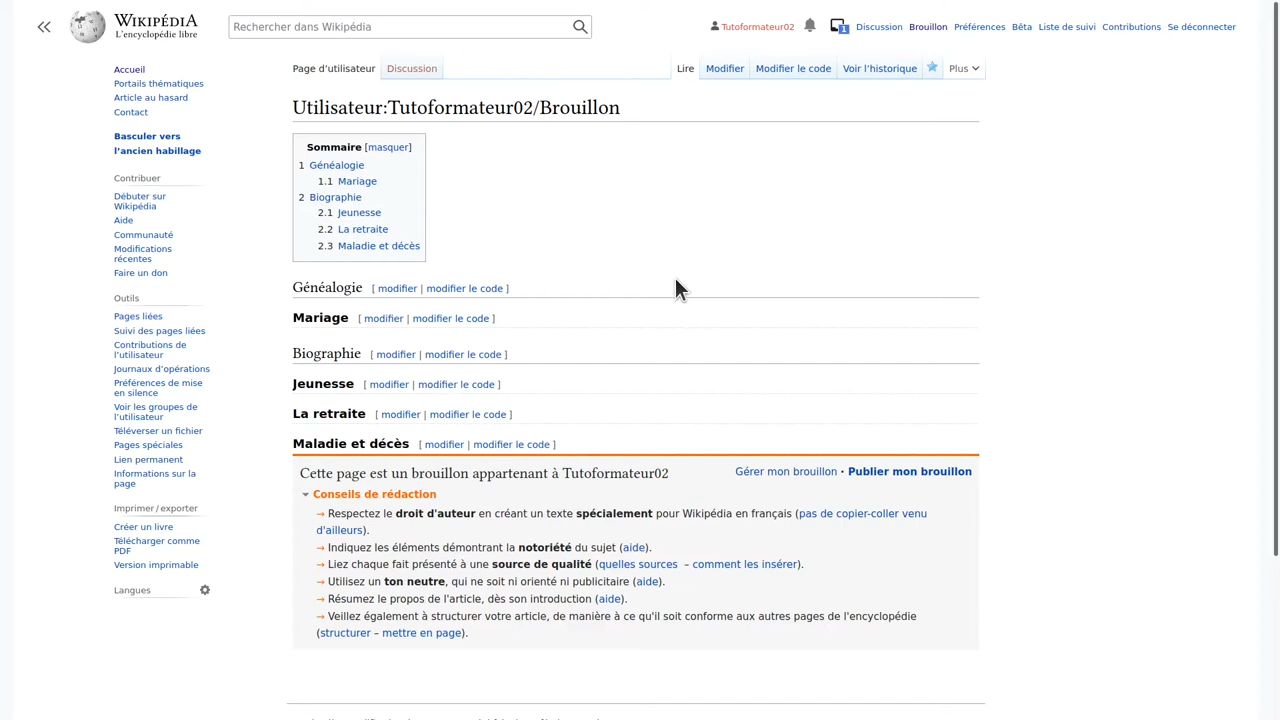 WIKIPÉDIA
L'encyclopédie libre
Rechercher dans Wikipédia
Tutoformateur02
1
Discussion
Brouillon
Préférences
Bêta
Liste de suivi
Contributions
Se déconnecter
Accueil
Portails thématiques
Article au hasard
Contact
Basculer vers
l'ancien habillage
Contribuer
Débuter sur
Wikipédia
Aide
Communauté
Modifications
récentes
Faire un don
Outils
Pages liées
Suivi des pages liées
Contributions de
l'utilisateur
Journaux d'opérations
Préférences de mise
en silence
Voir les groupes de
l'utilisateur
Téléverser un fichier
Pages spéciales
Lien permanent
Informations sur la
page
Imprimer / exporter
Créer un livre
Télécharger comme
PDF
Version imprimable
Langues
Page d'utilisateur
Discussion
Lire
Modifier
Modifier le code
Voir l'historique
Plus
Utilisateur:Tutoformateur02/Brouillon
Sommaire [masquer]
1 Généalogie
1.1 Mariage
2 Biographie
2.1 Jeunesse
2.2 La retraite
2.3 Maladie et décès
Généalogie [ modifier | modifier le code ]
Mariage [ modifier | modifier le code ]
Biographie [ modifier | modifier le code ]
Jeunesse [ modifier | modifier le code ]
La retraite [ modifier | modifier le code ]
Maladie et décès [ modifier | modifier le code ]
Cette page est un brouillon appartenant à Tutoformateur02
Gérer mon brouillon · Publier mon brouillon
Conseils de rédaction
→ Respectez le droit d'auteur en créant un texte spécialement pour Wikipédia en français (pas de copier-coller venu
d'ailleurs).
→ Indiquez les éléments démontrant la notoriété du sujet (aide).
→ Liez chaque fait présenté à une source de qualité (quelles sources – comment les insérer).
→ Utilisez un ton neutre, qui ne soit ni orienté ni publicitaire (aide).
→ Résumez le propos de l'article, dès son introduction (aide).
→ Veillez également à structurer votre article, de manière à ce qu'il soit conforme aux autres pages de l'encyclopédie
(structurer – mettre en page).